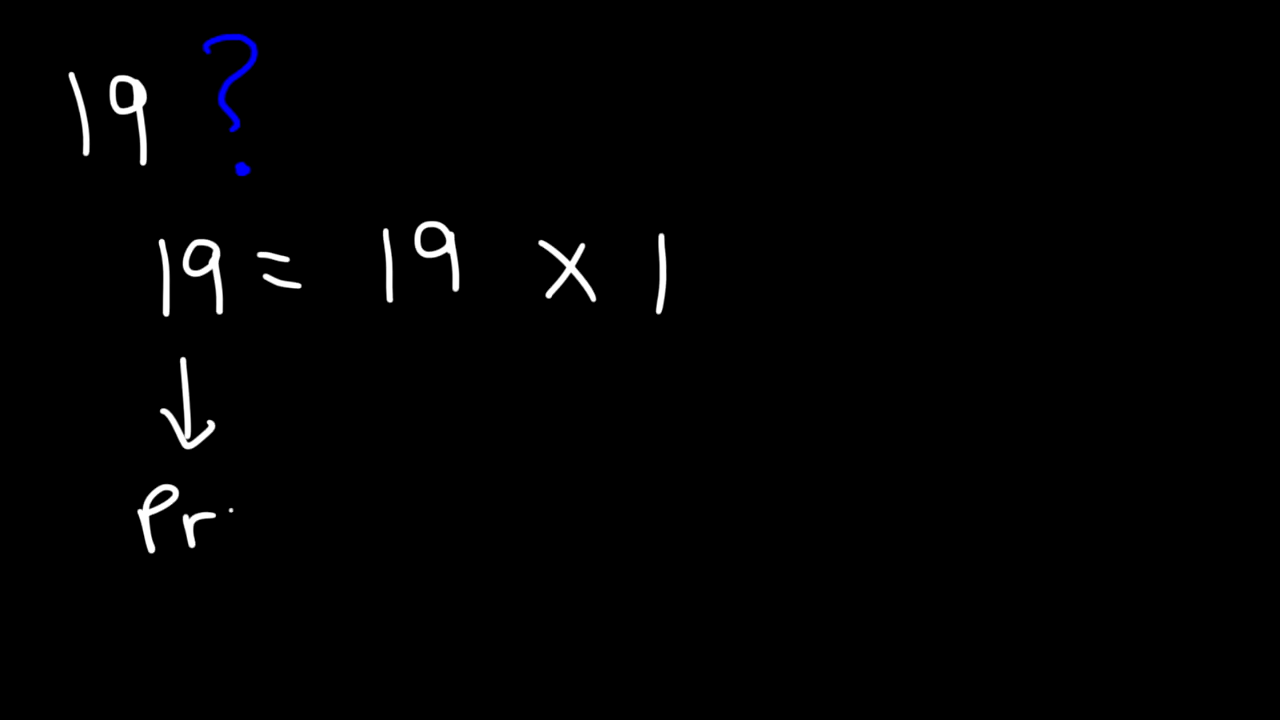 19 ?
19 = 19 x 1
↓
Pr